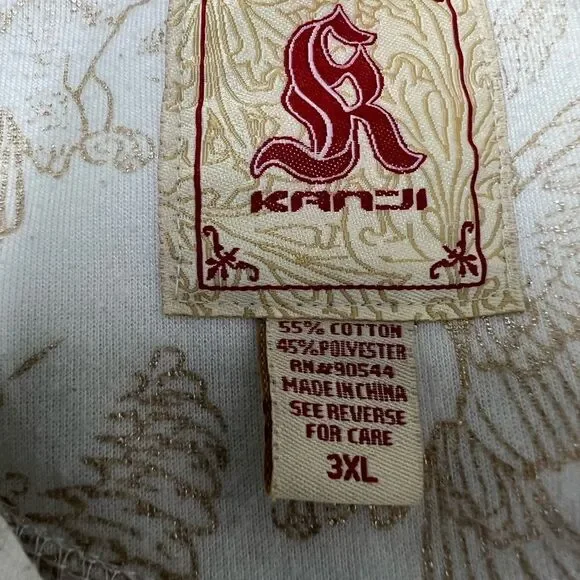 K
KANJI
55% COTTON
45% POLYESTER
RN#90544
MADE IN CHINA
SEE REVERSE
FOR CARE
3XL